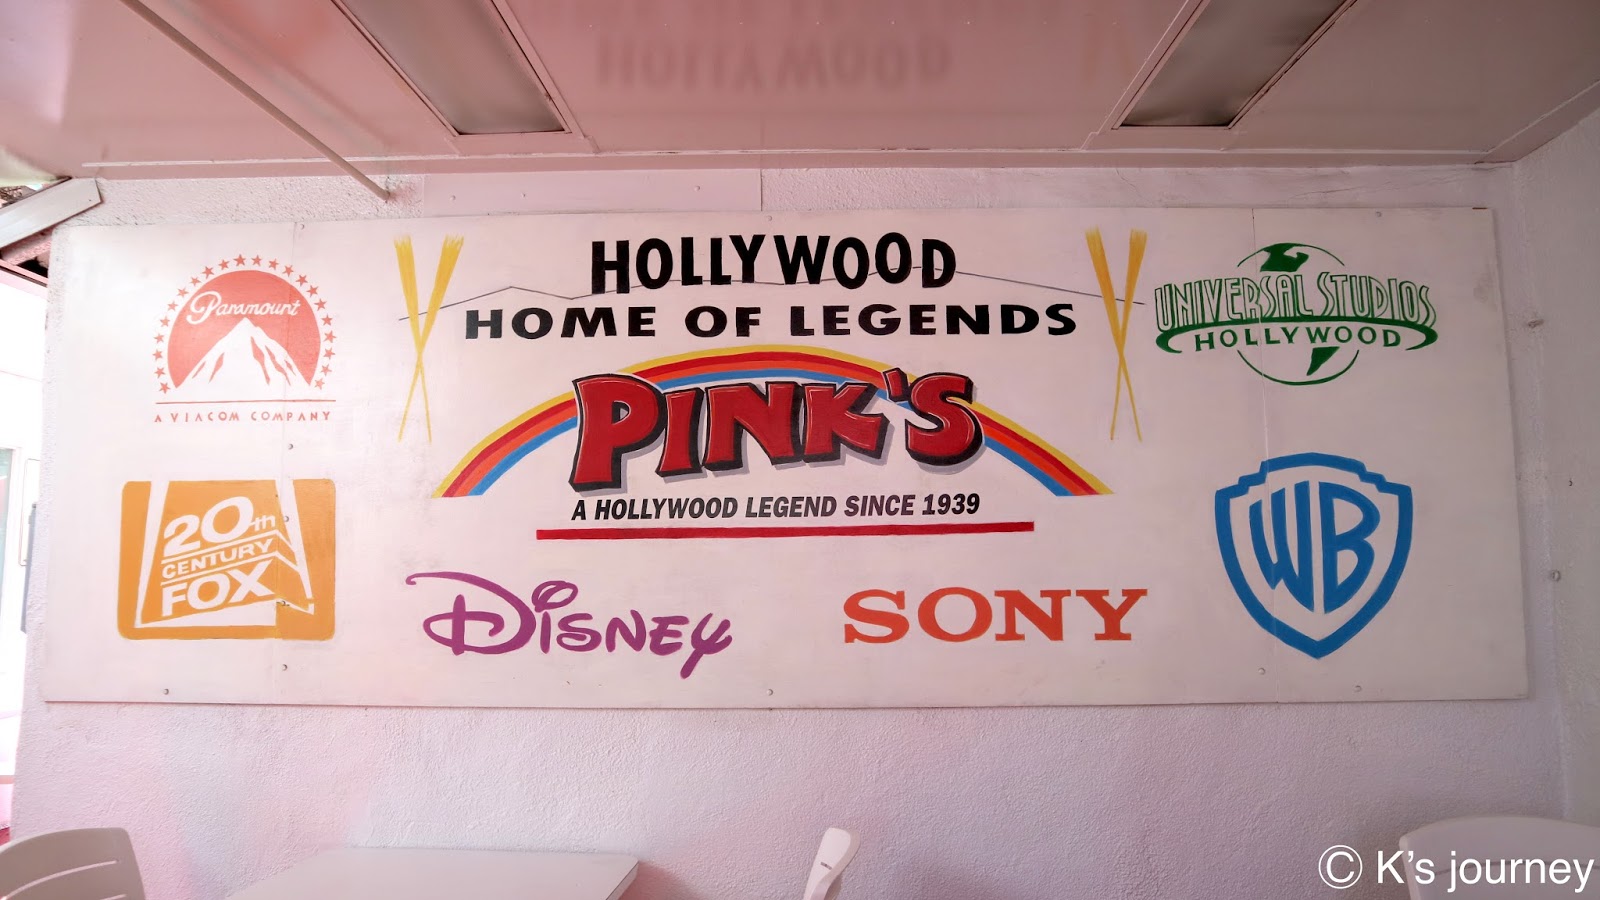 HOLLYWOOD
HOLLYWOOD
HOME OF LEGENDS
Paramount
A VIACOM COMPANY
UNIVERSAL STUDIOS
HOLLYWOOD
PINK'S
A HOLLYWOOD LEGEND SINCE 1939
20th
CENTURY
FOX
DISNEY
SONY
WB
© K's journey